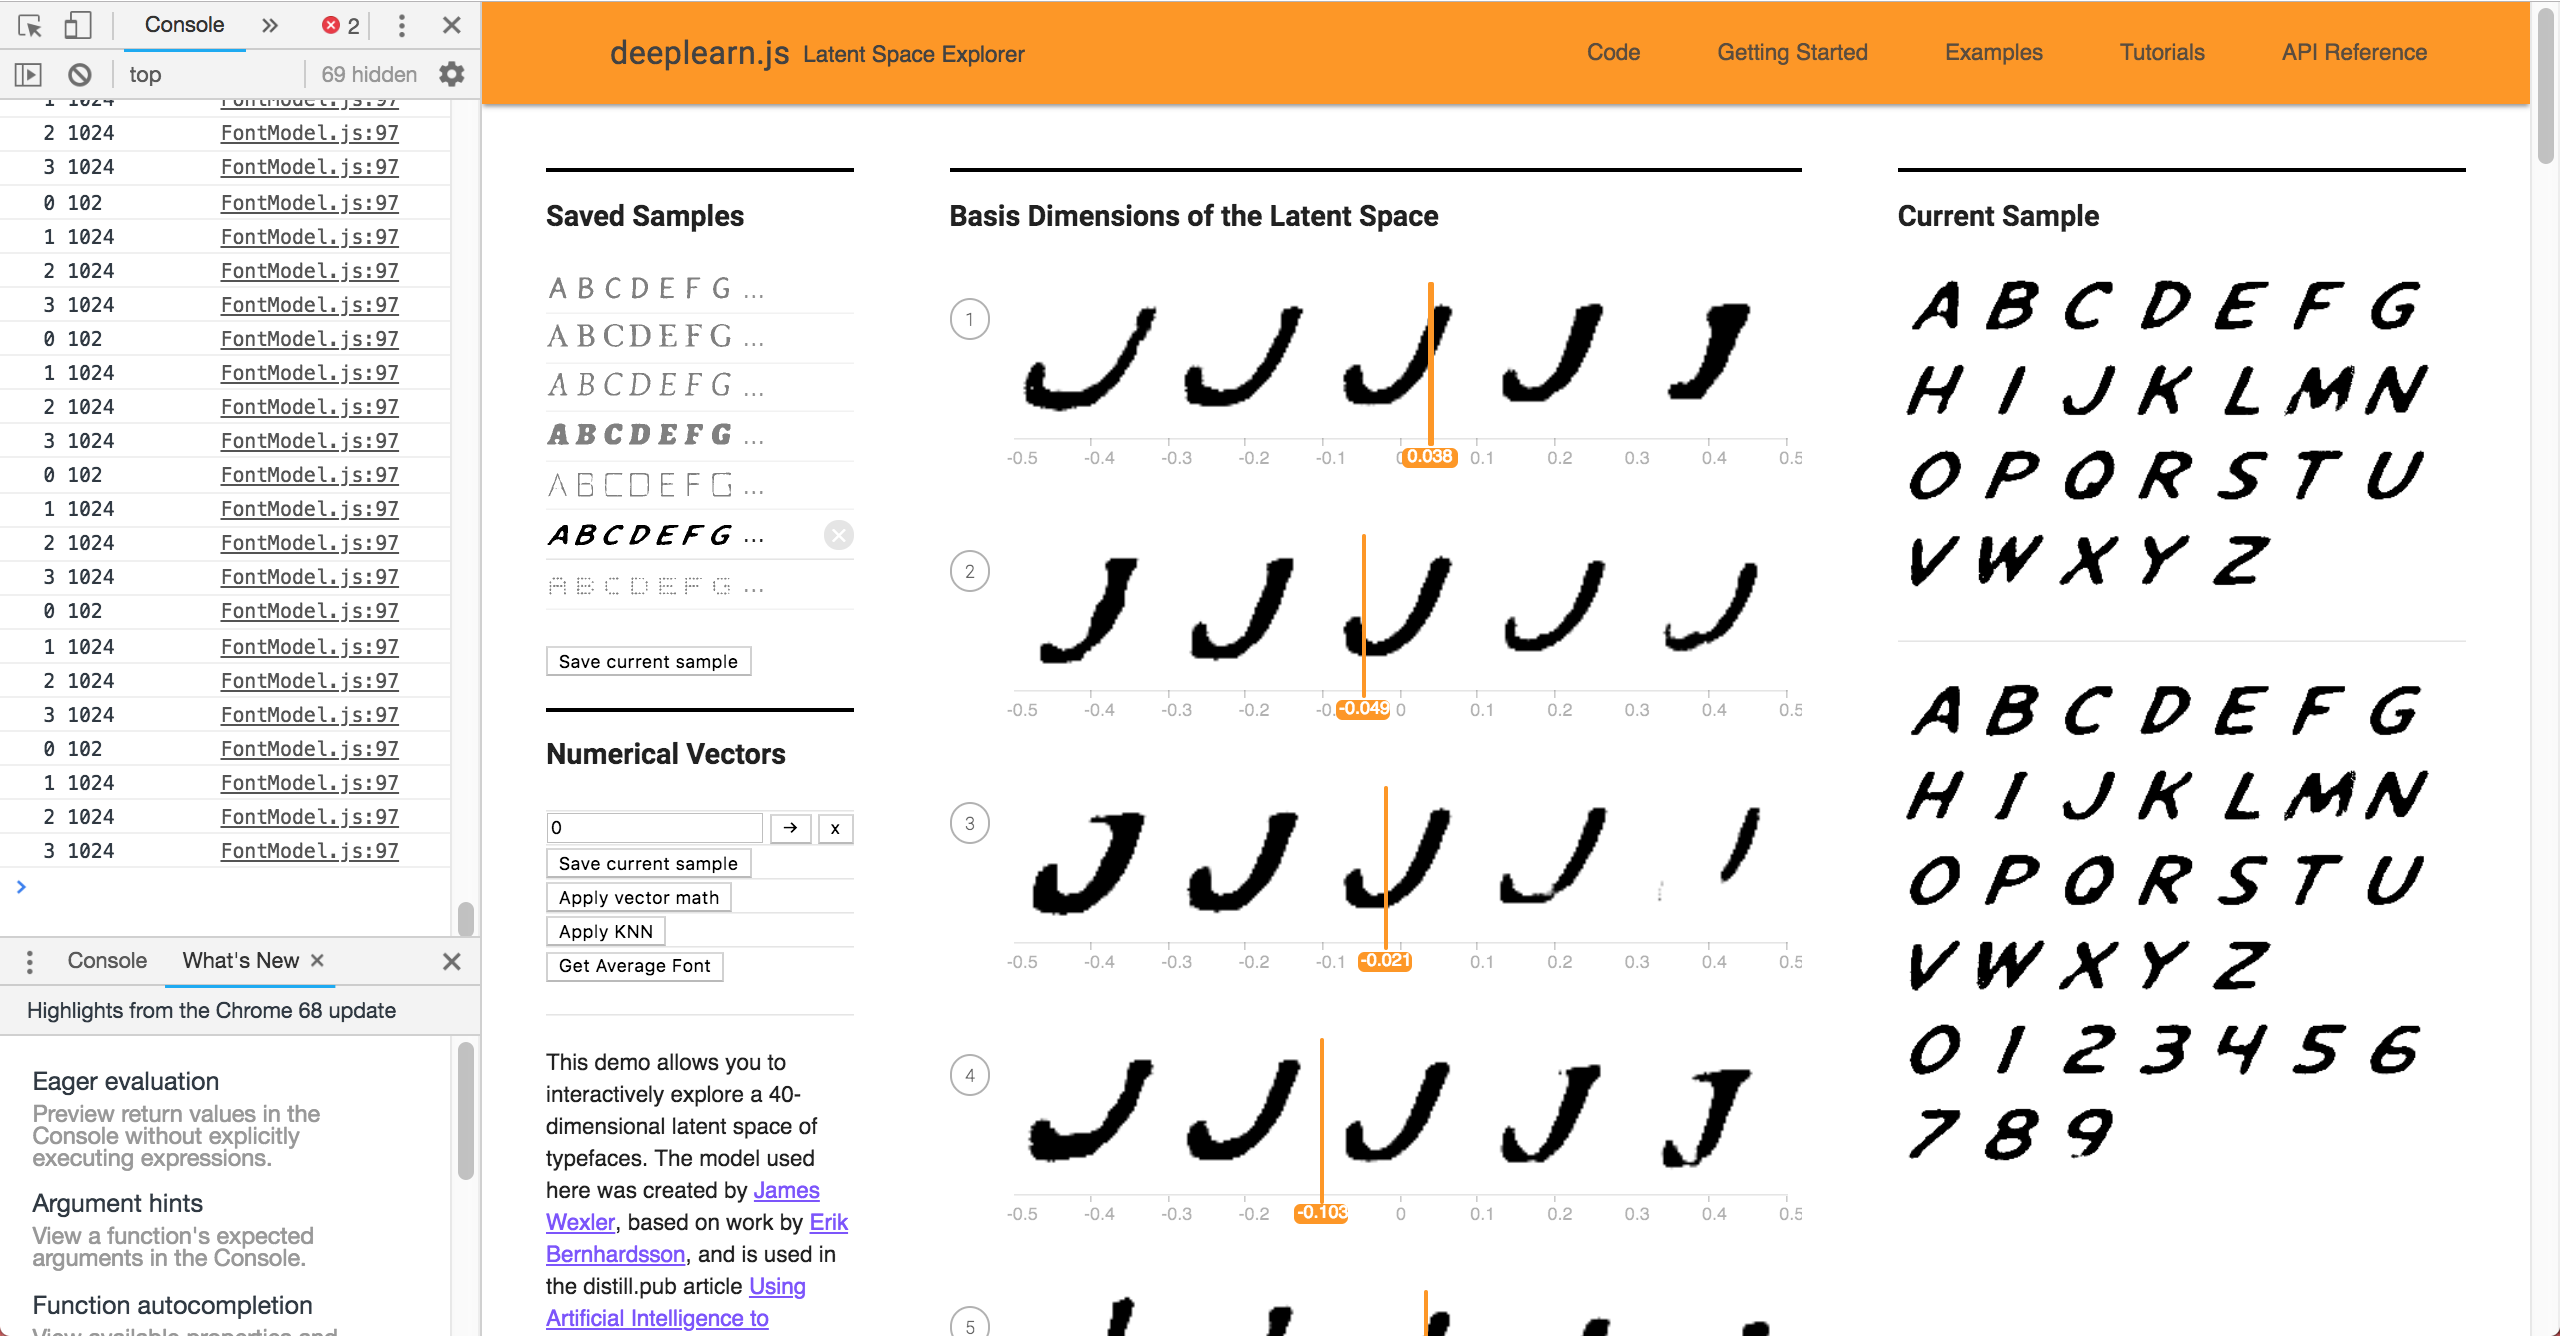 Console » 2
top 69 hidden
1 1024 FontModel.js:97
2 1024 FontModel.js:97
3 1024 FontModel.js:97
0 102 FontModel.js:97
1 1024 FontModel.js:97
2 1024 FontModel.js:97
3 1024 FontModel.js:97
0 102 FontModel.js:97
1 1024 FontModel.js:97
2 1024 FontModel.js:97
3 1024 FontModel.js:97
0 102 FontModel.js:97
1 1024 FontModel.js:97
2 1024 FontModel.js:97
3 1024 FontModel.js:97
0 102 FontModel.js:97
1 1024 FontModel.js:97
2 1024 FontModel.js:97
3 1024 FontModel.js:97
0 102 FontModel.js:97
1 1024 FontModel.js:97
2 1024 FontModel.js:97
3 1024 FontModel.js:97
Console What's New ×
Highlights from the Chrome 68 update
Eager evaluation
Preview return values in the
Console without explicitly
executing expressions.
Argument hints
View a function's expected
arguments in the Console.
Function autocompletion
View available properties and
deeplearn.js Latent Space Explorer Code Getting Started Examples Tutorials API Reference
Saved Samples
A B C D E F G ...
A B C D E F G ...
A B C D E F G ...
A B C D E F G ...
A B C D E F G ...
A B C D E F G ...
A B C D E F G ...
Save current sample
Numerical Vectors
0 → x
Save current sample
Apply vector math
Apply KNN
Get Average Font
This demo allows you to
interactively explore a 40-
dimensional latent space of
typefaces. The model used
here was created by James
Wexler, based on work by Erik
Bernhardsson, and is used in
the distill.pub article Using
Artificial Intelligence to
Basis Dimensions of the Latent Space
1 J J J J J
-0.5 -0.4 -0.3 -0.2 -0.1 0.038 0.1 0.2 0.3 0.4 0.5
2 J J J J J
-0.5 -0.4 -0.3 -0.2 -0.049 0 0.1 0.2 0.3 0.4 0.5
3 J J J J
-0.5 -0.4 -0.3 -0.2 -0.1 -0.021 0.1 0.2 0.3 0.4 0.5
4 J J J J J
-0.5 -0.4 -0.3 -0.2 -0.103 0 0.1 0.2 0.3 0.4 0.5
5
Current Sample
A B C D E F G
H I J K L M N
O P Q R S T U
V W X Y Z
A B C D E F G
H I J K L M N
O P Q R S T U
V W X Y Z
0 1 2 3 4 5 6
7 8 9